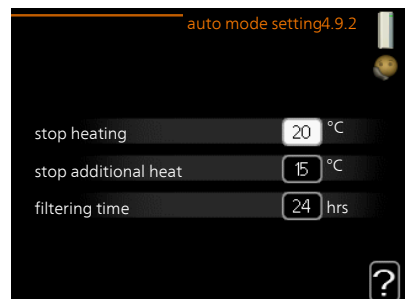 auto mode setting4.9.2
stop heating 20 °C
stop additional heat 15 °C
filtering time 24 hrs
?